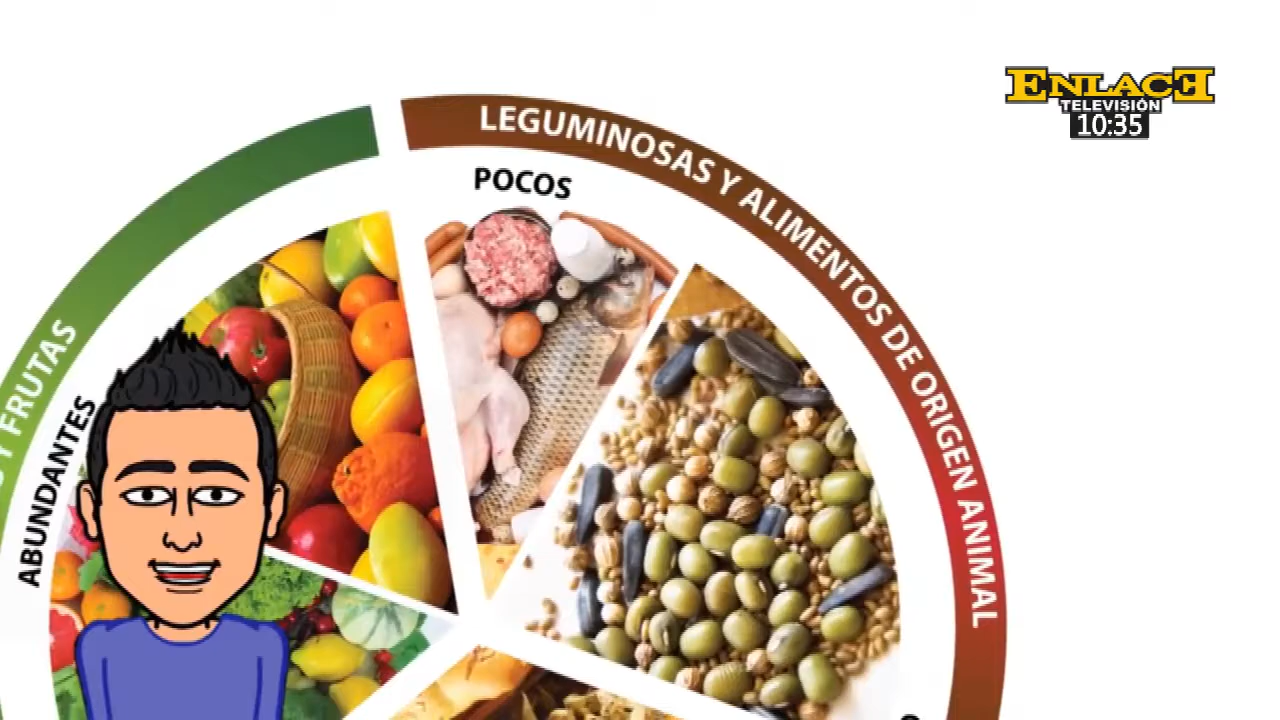 ENLACE
TELEVISIÓN
10:35
LEGUMINOSAS Y ALIMENTOS DE ORIGEN ANIMAL
POCOS
Y FRUTAS
ABUNDANTES